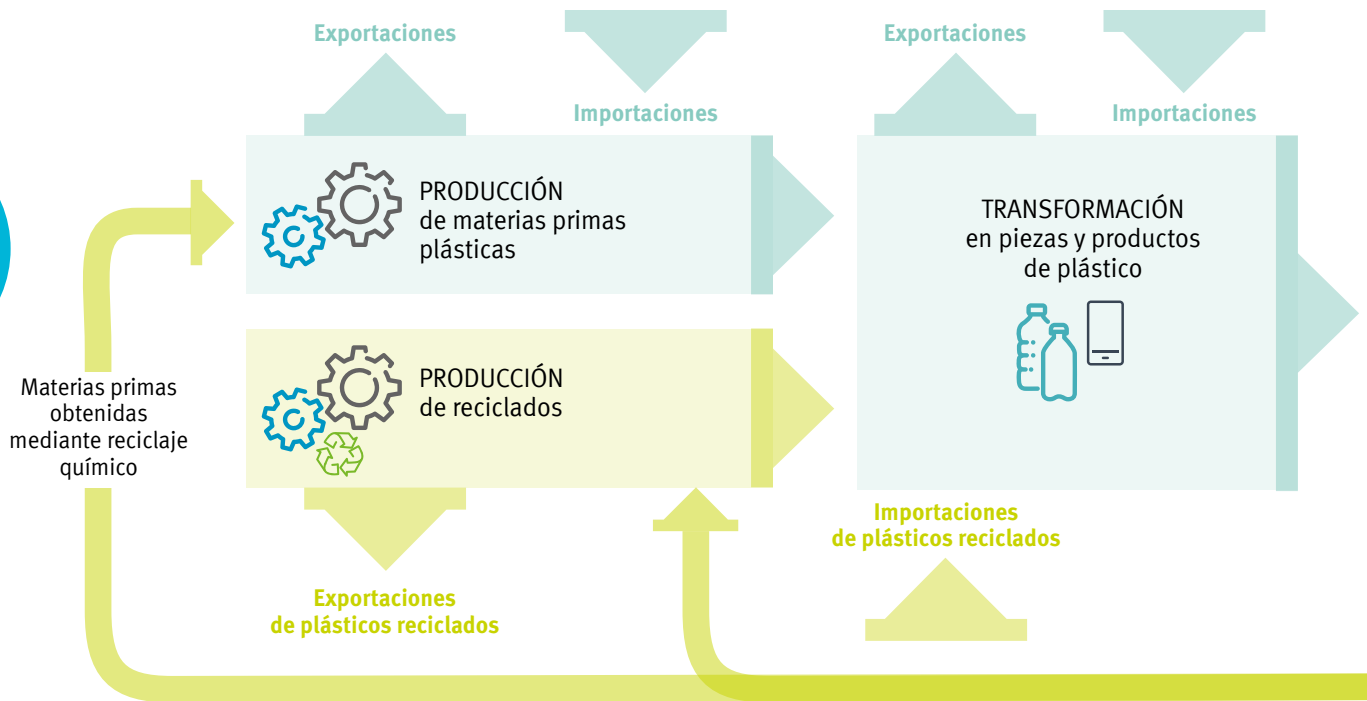 Exportaciones
Importaciones
Exportaciones
Importaciones
PRODUCCIÓN
de materias primas
plásticas
TRANSFORMACIÓN
en piezas y productos
de plástico
PRODUCCIÓN
de reciclados
Materias primas
obtenidas
mediante reciclaje
químico
Importaciones
de plásticos reciclados
Exportaciones
de plásticos reciclados